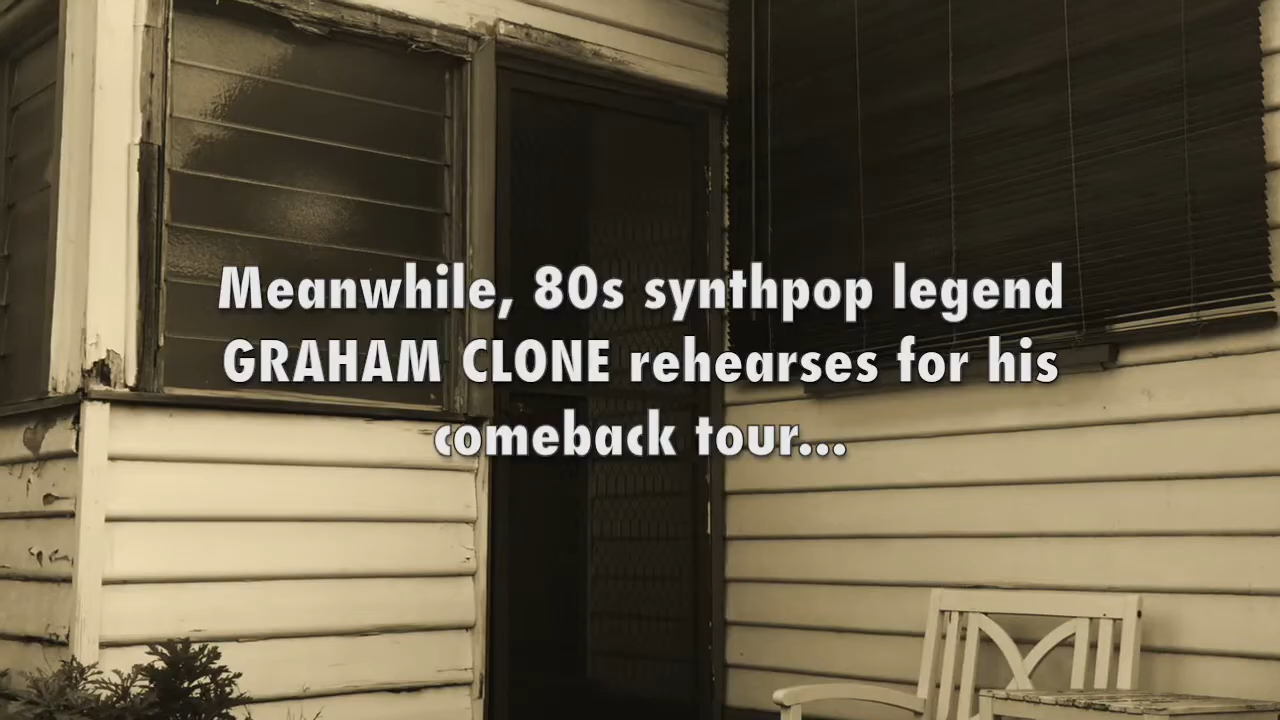 Meanwhile, 80s synthpop legend
GRAHAM CLONE rehearses for his
comeback tour...